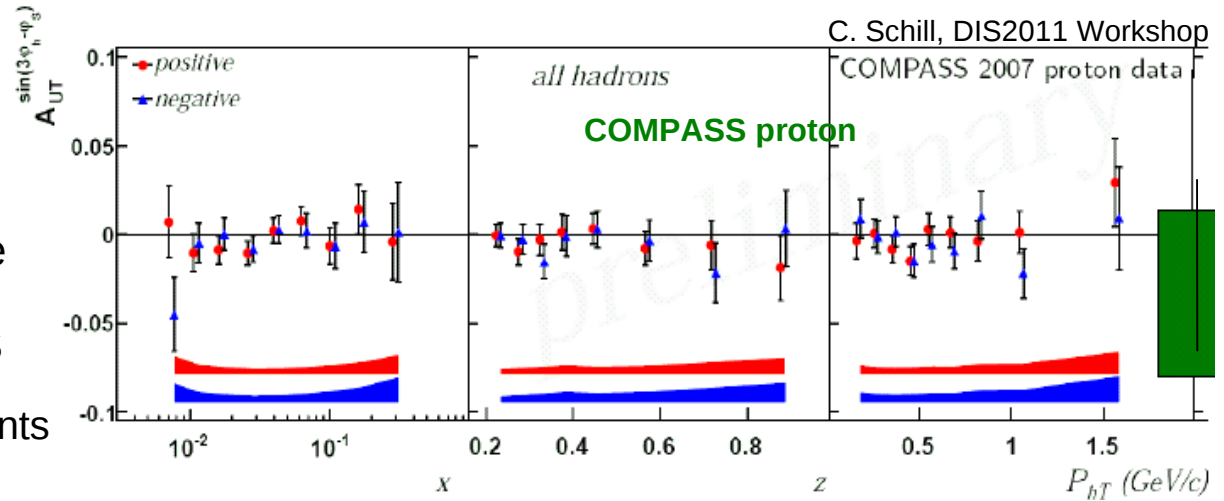 C. Schill, DIS2011 Workshop
A_UT^sin(3φ_h-φ_s)
positive
negative
all hadrons
COMPASS 2007 proton data
COMPASS proton
preliminary
0.1
0.05
0
-0.05
-0.1
nts
10^-2 10^-1 0.2 0.4 0.6 0.8 0.5 1 1.5
x z P_hT (GeV/c)